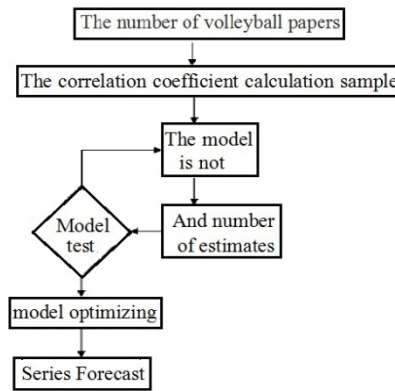 The number of volleyball papers
The correlation coefficient calculation sample
The model
is not
And number
of estimates
Model
test
model optimizing
Series Forecast